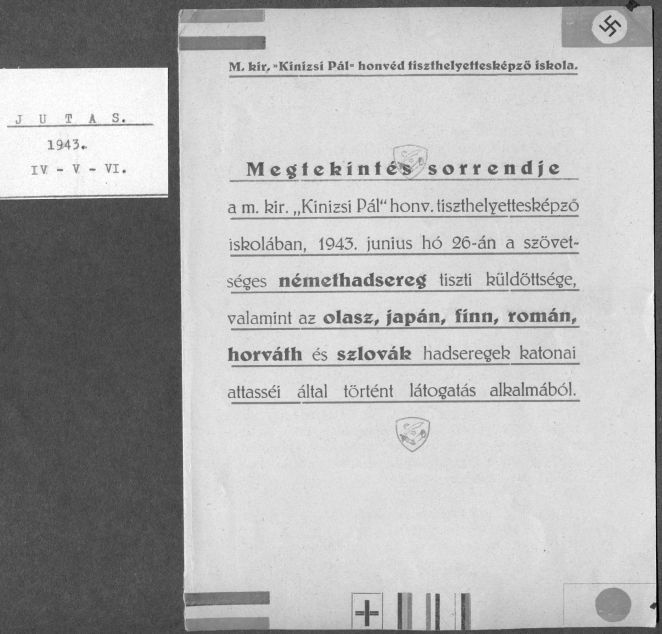 J U T A S.
1943.
IV - V - VI.
M. kir. "Kinizsi Pál" honvéd tiszthelyettesképző iskola.
Megtekintés sorrendje
a m. kir. „Kinizsi Pál" honv. tiszthelyettesképző
iskolában, 1943. junius hó 26-án a szövet-
séges némethadsereg tiszti küldöttsége,
valamint az olasz, japán, finn, román,
horváth és szlovák hadseregek katonai
attasséi által történt látogatás alkalmából.